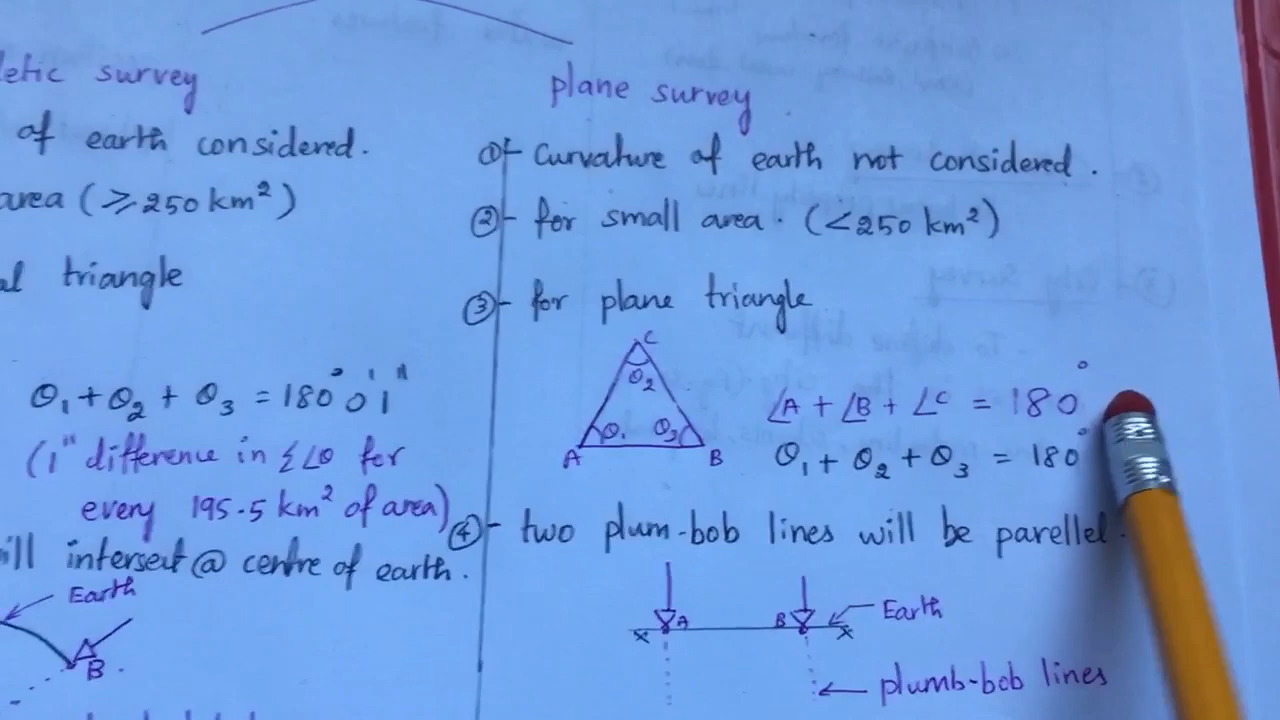 letic survey
of earth considered.
area (⩾250 km²)
al triangle
θ₁ + θ₂ + θ₃ = 180° 0' 1"
(1" difference in Σ∠θ for
every 195.5 km² of area)
ill intersect @ centre of earth.
Earth
B.
plane survey
①- curvature of earth not considered.
②- for small area. (<250 km²)
③- for plane triangle
C
θ₂
θ₁ θ₃
A B
∠A + ∠B + ∠C = 180°
θ₁ + θ₂ + θ₃ = 180°
④- two plum-bob lines will be parellel.
A B Earth
x x
plumb-bob lines